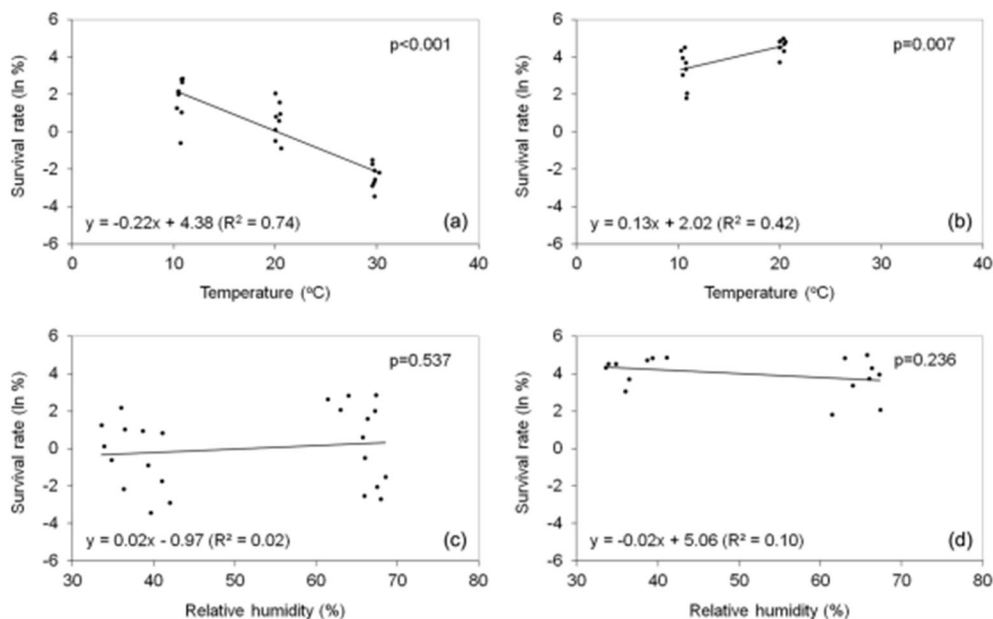 6
4
2
0
-2
-4
-6
Survival rate (ln %)
p<0.001
y = -0.22x + 4.38 (R² = 0.74)
(a)
0 10 20 30 40
Temperature (ºC)
6
4
2
0
-2
-4
-6
Survival rate (ln %)
p=0.007
y = 0.13x + 2.02 (R² = 0.42)
(b)
0 10 20 30 40
Temperature (ºC)
6
4
2
0
-2
-4
-6
Survival rate (ln %)
p=0.537
y = 0.02x - 0.97 (R² = 0.02)
(c)
30 40 50 60 70 80
Relative humidity (%)
6
4
2
0
-2
-4
-6
Survival rate (ln %)
p=0.236
y = -0.02x + 5.06 (R² = 0.10)
(d)
30 40 50 60 70 80
Relative humidity (%)